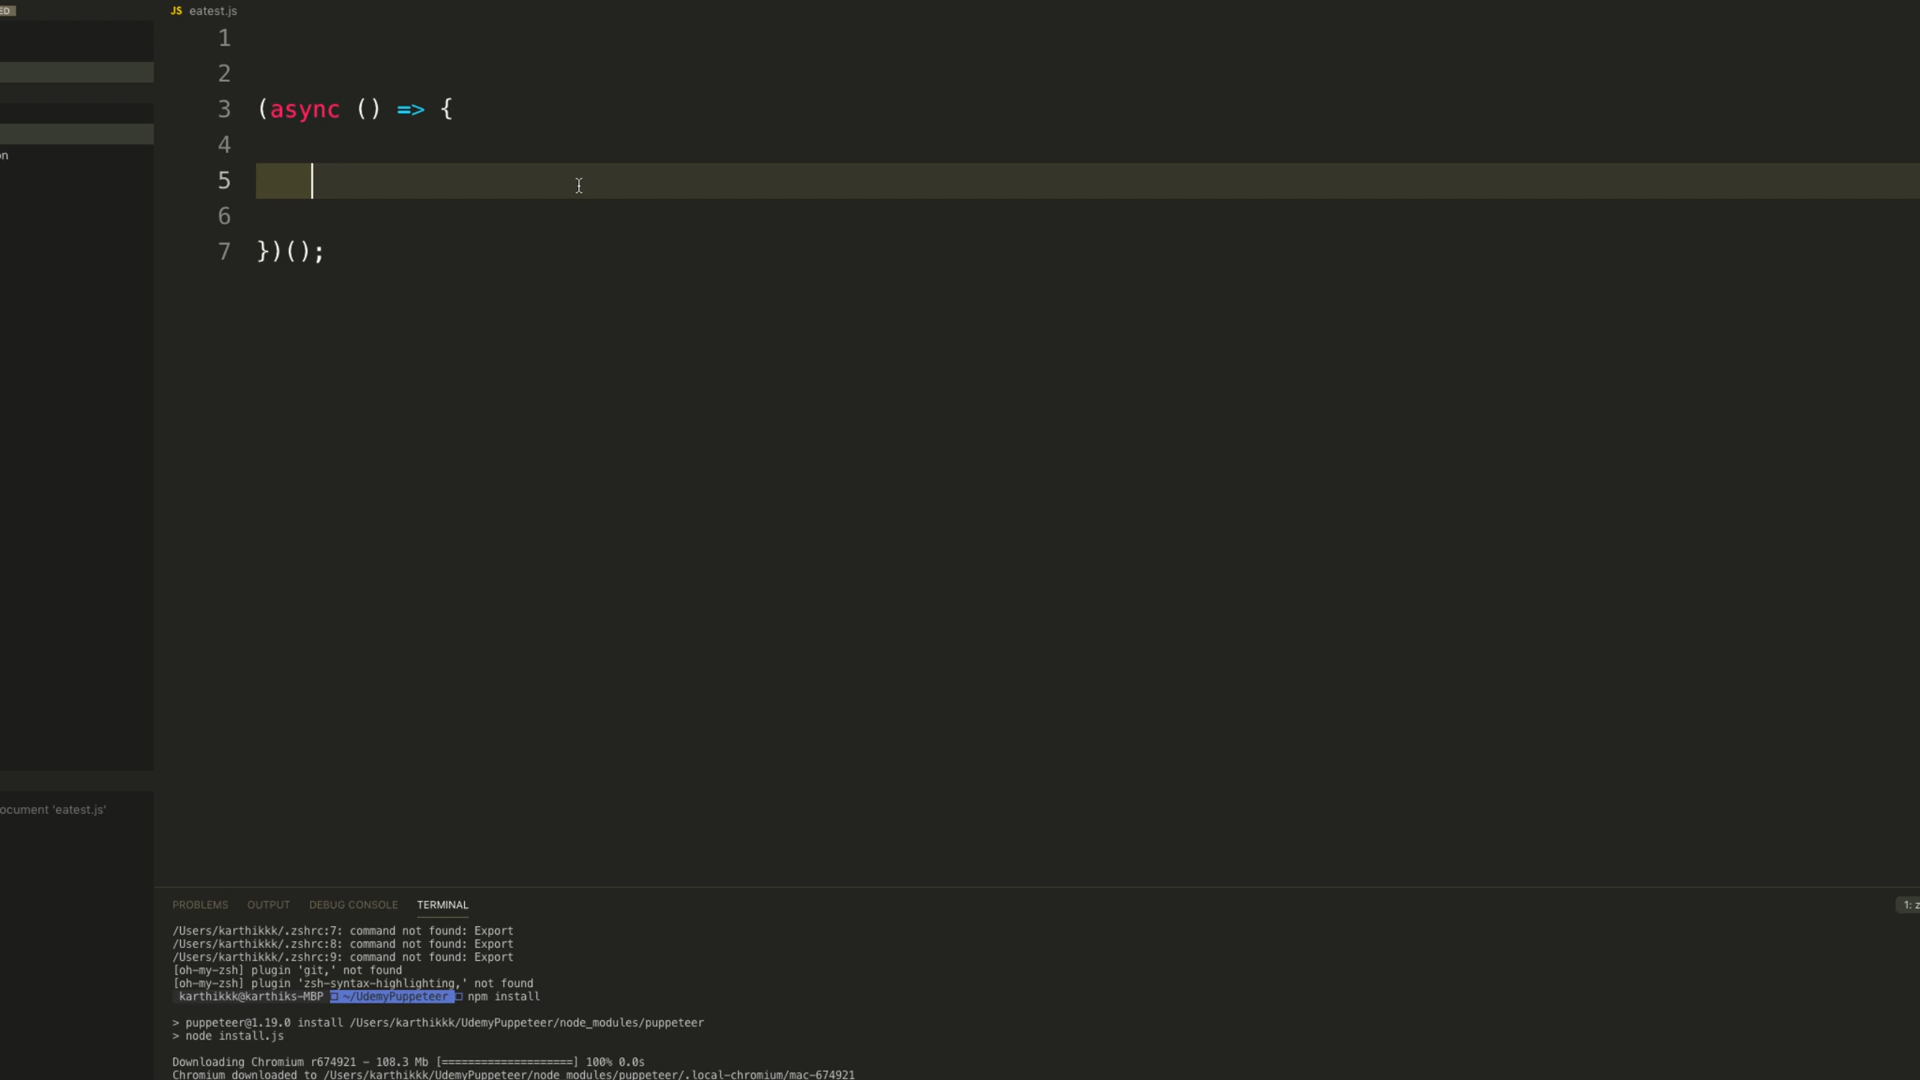 ED
JS eatest.js
1
2
3 (async () => {
4
on
5
6
7 })();
ocument 'eatest.js'
PROBLEMS OUTPUT DEBUG CONSOLE TERMINAL
1: z
/Users/karthikkk/.zshrc:7: command not found: Export
/Users/karthikkk/.zshrc:8: command not found: Export
/Users/karthikkk/.zshrc:9: command not found: Export
[oh-my-zsh] plugin 'git,' not found
[oh-my-zsh] plugin 'zsh-syntax-highlighting,' not found
karthikkk@karthiks-MBP ~/UdemyPuppeteer npm install
> puppeteer@1.19.0 install /Users/karthikkk/UdemyPuppeteer/node_modules/puppeteer
> node install.js
Downloading Chromium r674921 - 108.3 Mb [====================] 100% 0.0s
Chromium downloaded to /Users/karthikkk/UdemyPuppeteer/node_modules/puppeteer/.local-chromium/mac-674921